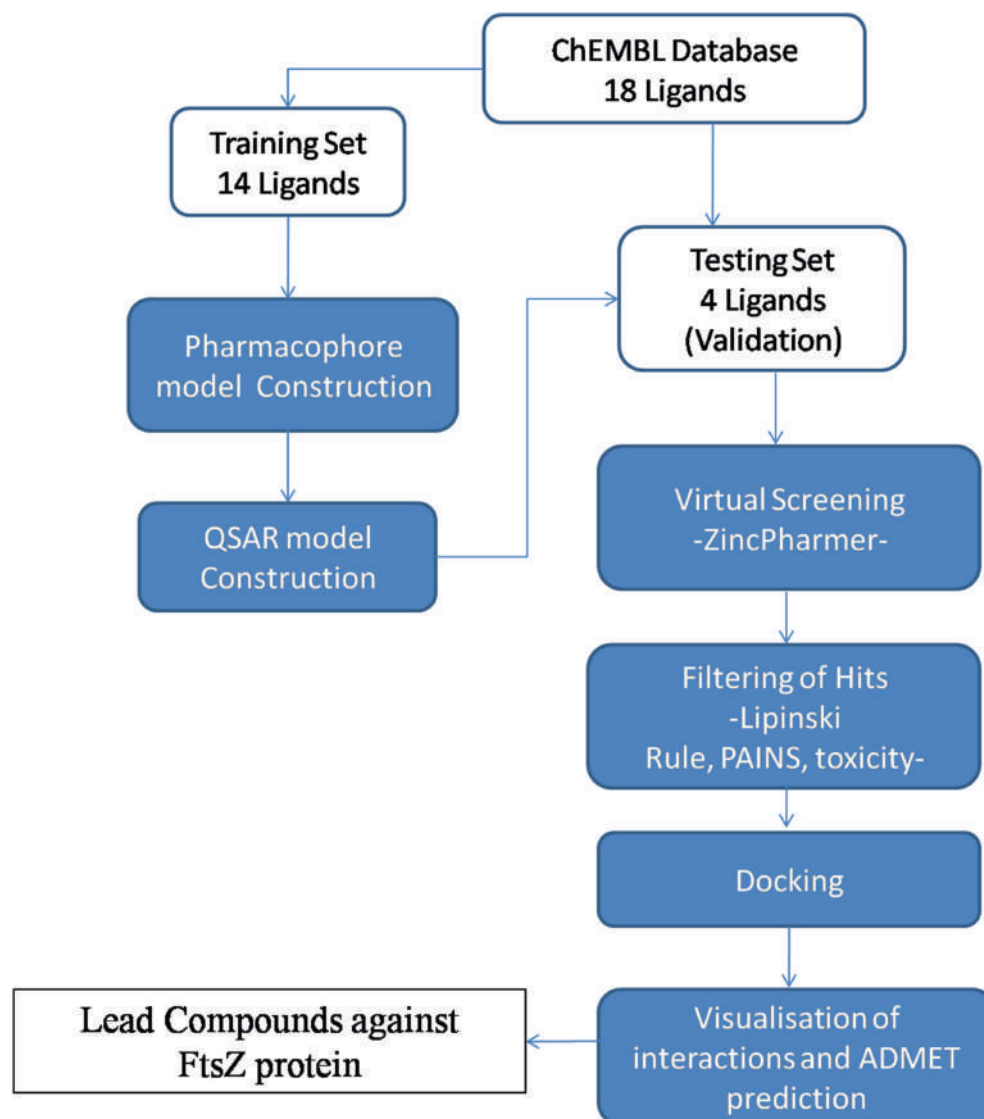 ChEMBL Database
18 Ligands
Training Set
14 Ligands
Testing Set
4 Ligands
(Validation)
Pharmacophore
model Construction
QSAR model
Construction
Virtual Screening
-ZincPharmer-
Filtering of Hits
-Lipinski
Rule, PAINS, toxicity-
Docking
Visualisation of
interactions and ADMET
prediction
Lead Compounds against
FtsZ protein